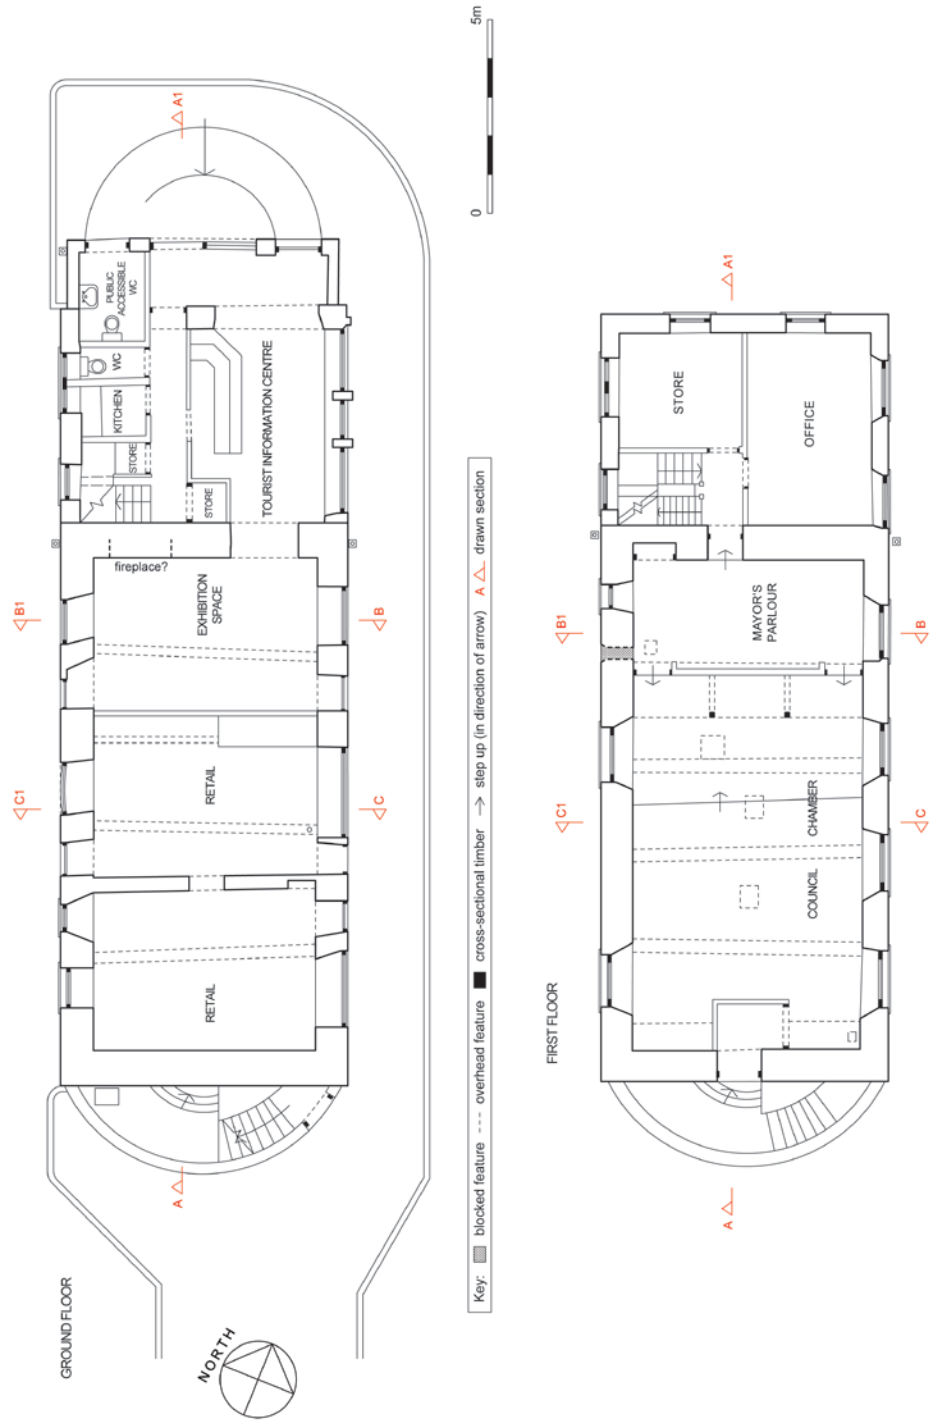 GROUND FLOOR
NORTH
A
A1
B
B1
C
C1
RETAIL
RETAIL
EXHIBITION
SPACE
fireplace?
STORE
STORE
KITCHEN
WC
PUBLIC
ACCESSIBLE
WC
TOURIST INFORMATION CENTRE
Key: blocked feature --- overhead feature cross-sectional timber → step up (in direction of arrow) A drawn section
0 5m
FIRST FLOOR
A
A1
B
B1
C
C1
COUNCIL CHAMBER
MAYOR'S
PARLOUR
STORE
OFFICE